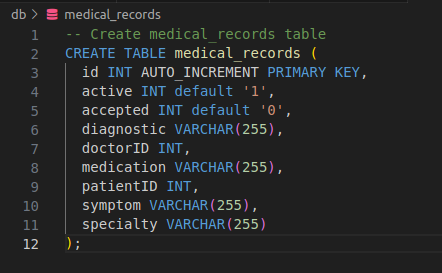 db > medical_records
1 -- Create medical_records table
2 CREATE TABLE medical_records (
3 id INT AUTO_INCREMENT PRIMARY KEY,
4 active INT default '1',
5 accepted INT default '0',
6 diagnostic VARCHAR(255),
7 doctorID INT,
8 medication VARCHAR(255),
9 patientID INT,
10 symptom VARCHAR(255),
11 specialty VARCHAR(255)
12 );